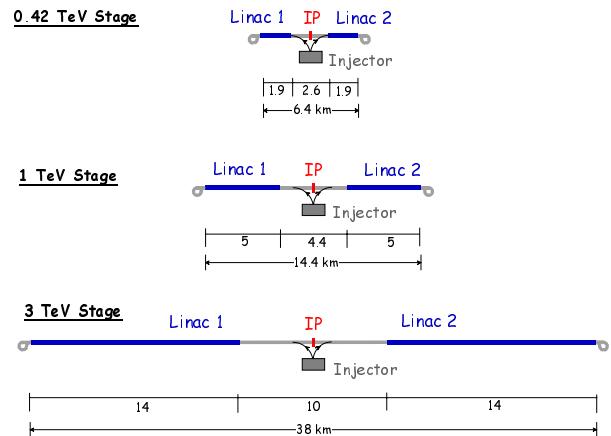 0.42 TeV Stage
Linac 1 IP Linac 2
Injector
1.9 2.6 1.9
6.4 km
1 TeV Stage
Linac 1 IP Linac 2
Injector
5 4.4 5
14.4 km
3 TeV Stage
Linac 1 IP Linac 2
Injector
14 10 14
38 km